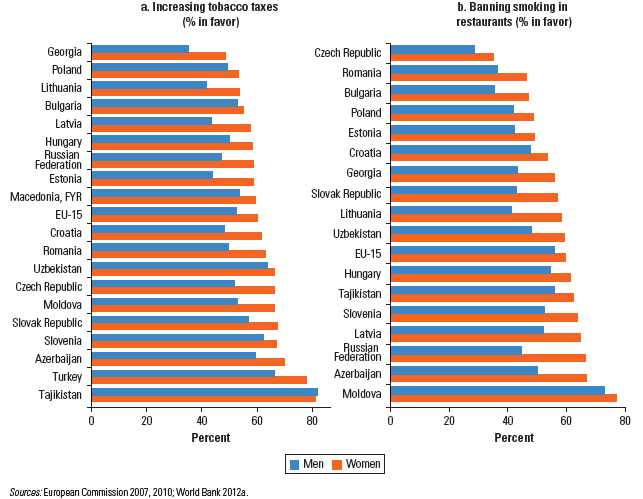 a. Increasing tobacco taxes
(% in favor)
Georgia
Poland
Lithuania
Bulgaria
Latvia
Hungary
Russian
Federation
Estonia
Macedonia, FYR
EU-15
Croatia
Romania
Uzbekistan
Czech Republic
Moldova
Slovak Republic
Slovenia
Azerbaijan
Turkey
Tajikistan
0 20 40 60 80
Percent
b. Banning smoking in
restaurants (% in favor)
Czech Republic
Romania
Bulgaria
Poland
Estonia
Croatia
Georgia
Slovak Republic
Lithuania
Uzbekistan
EU-15
Hungary
Tajikistan
Slovenia
Latvia
Russian
Federation
Azerbaijan
Moldova
0 20 40 60 80
Percent
Men Women
Sources: European Commission 2007, 2010; World Bank 2012a.